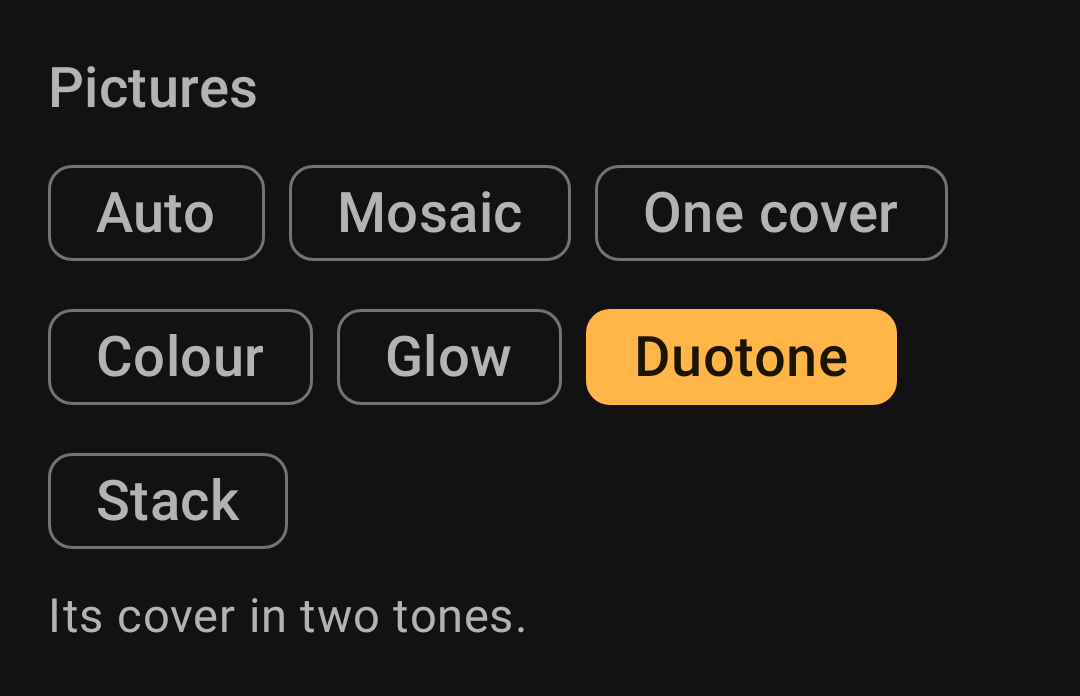 Pictures
Auto Mosaic One cover
Colour Glow Duotone
Stack
Its cover in two tones.